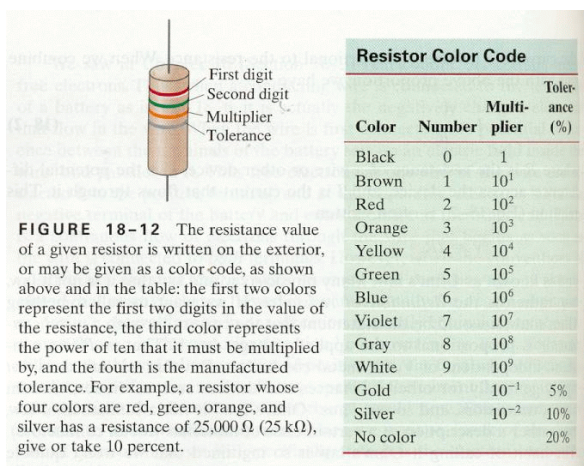 First digit
Second digit
Multiplier
Tolerance
FIGURE 18–12 The resistance value
of a given resistor is written on the exterior,
or may be given as a color code, as shown
above and in the table: the first two colors
represent the first two digits in the value of
the resistance, the third color represents
the power of ten that it must be multiplied
by, and the fourth is the manufactured
tolerance. For example, a resistor whose
four colors are red, green, orange, and
silver has a resistance of 25,000 Ω (25 kΩ),
give or take 10 percent.
Resistor Color Code
Toler-
Multi- ance
Color Number plier (%)
Black 0 1
Brown 1 10¹
Red 2 10²
Orange 3 10³
Yellow 4 10⁴
Green 5 10⁵
Blue 6 10⁶
Violet 7 10⁷
Gray 8 10⁸
White 9 10⁹
Gold 10⁻¹ 5%
Silver 10⁻² 10%
No color 20%